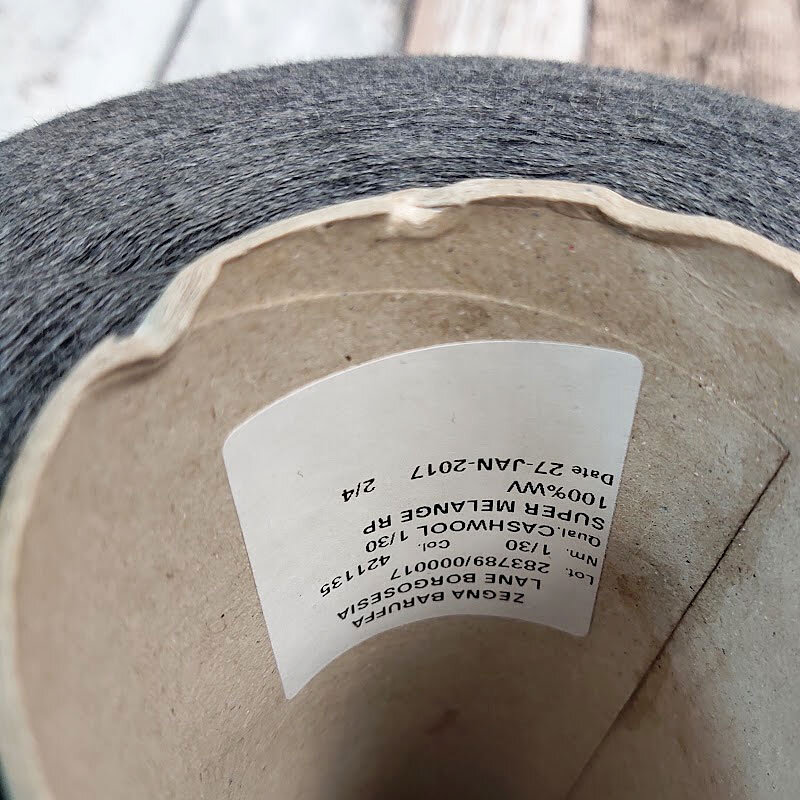 ZEGNA BARUFFA
LANE BORGOSESIA
Lot. 283789/000017
Nm. 1/30 Col. 421135
Qual.CASHWOOL 1/30
SUPER MELANGE RP
100%WV 2/4
Date 27-JAN-2017